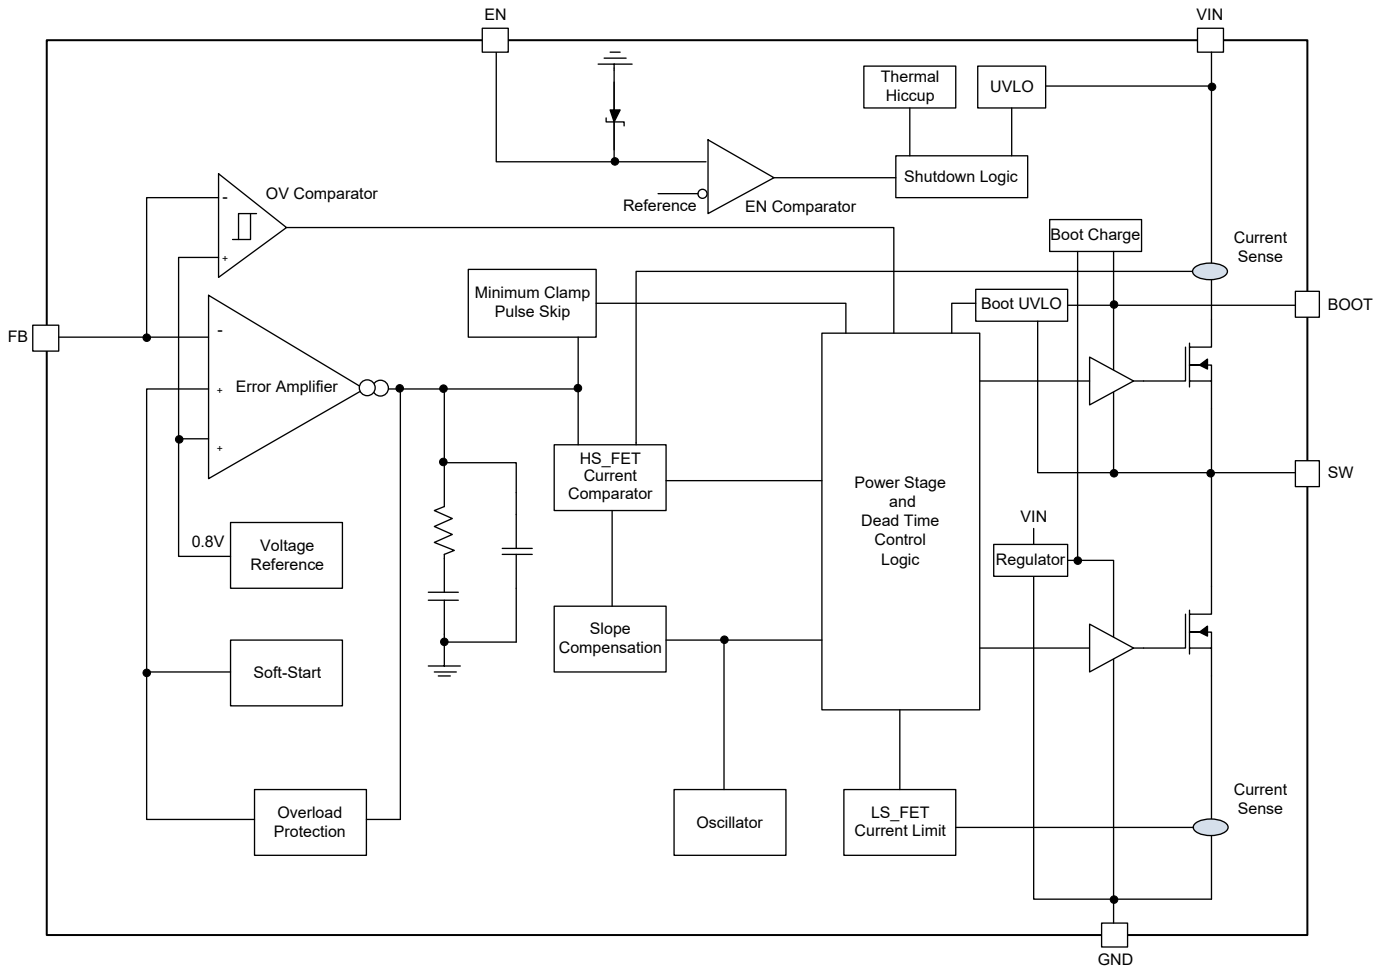 EN
VIN
Thermal
Hiccup
UVLO
Shutdown Logic
OV Comparator
-
+
Reference
EN Comparator
Boot Charge
Current
Sense
Minimum Clamp
Pulse Skip
Boot UVLO
BOOT
FB
-
Error Amplifier
+
+
HS_FET
Current
Comparator
Power Stage
and
Dead Time
Control
Logic
SW
VIN
Regulator
0.8V
Voltage
Reference
Slope
Compensation
Soft-Start
Overload
Protection
Oscillator
LS_FET
Current Limit
Current
Sense
GND